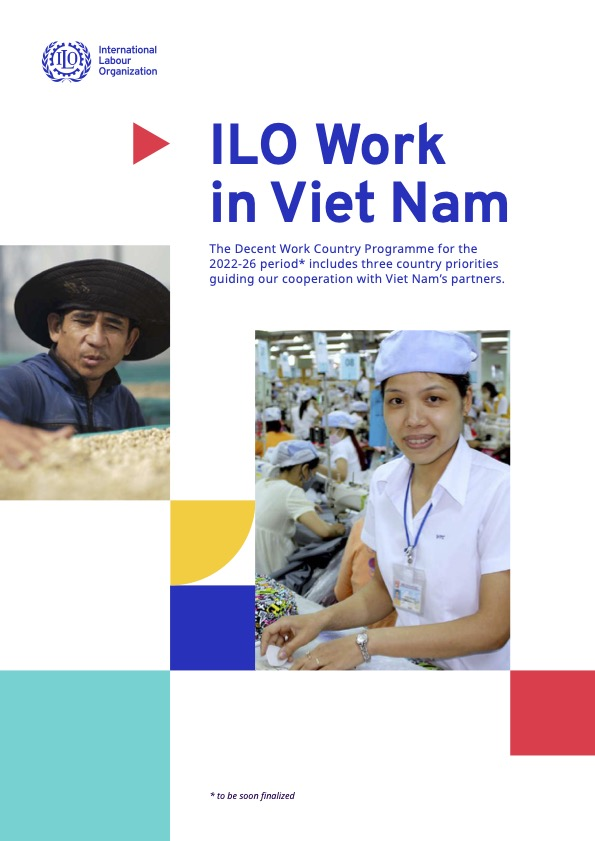 International
Labour
Organization
ILO
ILO Work
in Viet Nam
The Decent Work Country Programme for the
2022-26 period* includes three country priorities
guiding our cooperation with Viet Nam’s partners.
* to be soon finalized